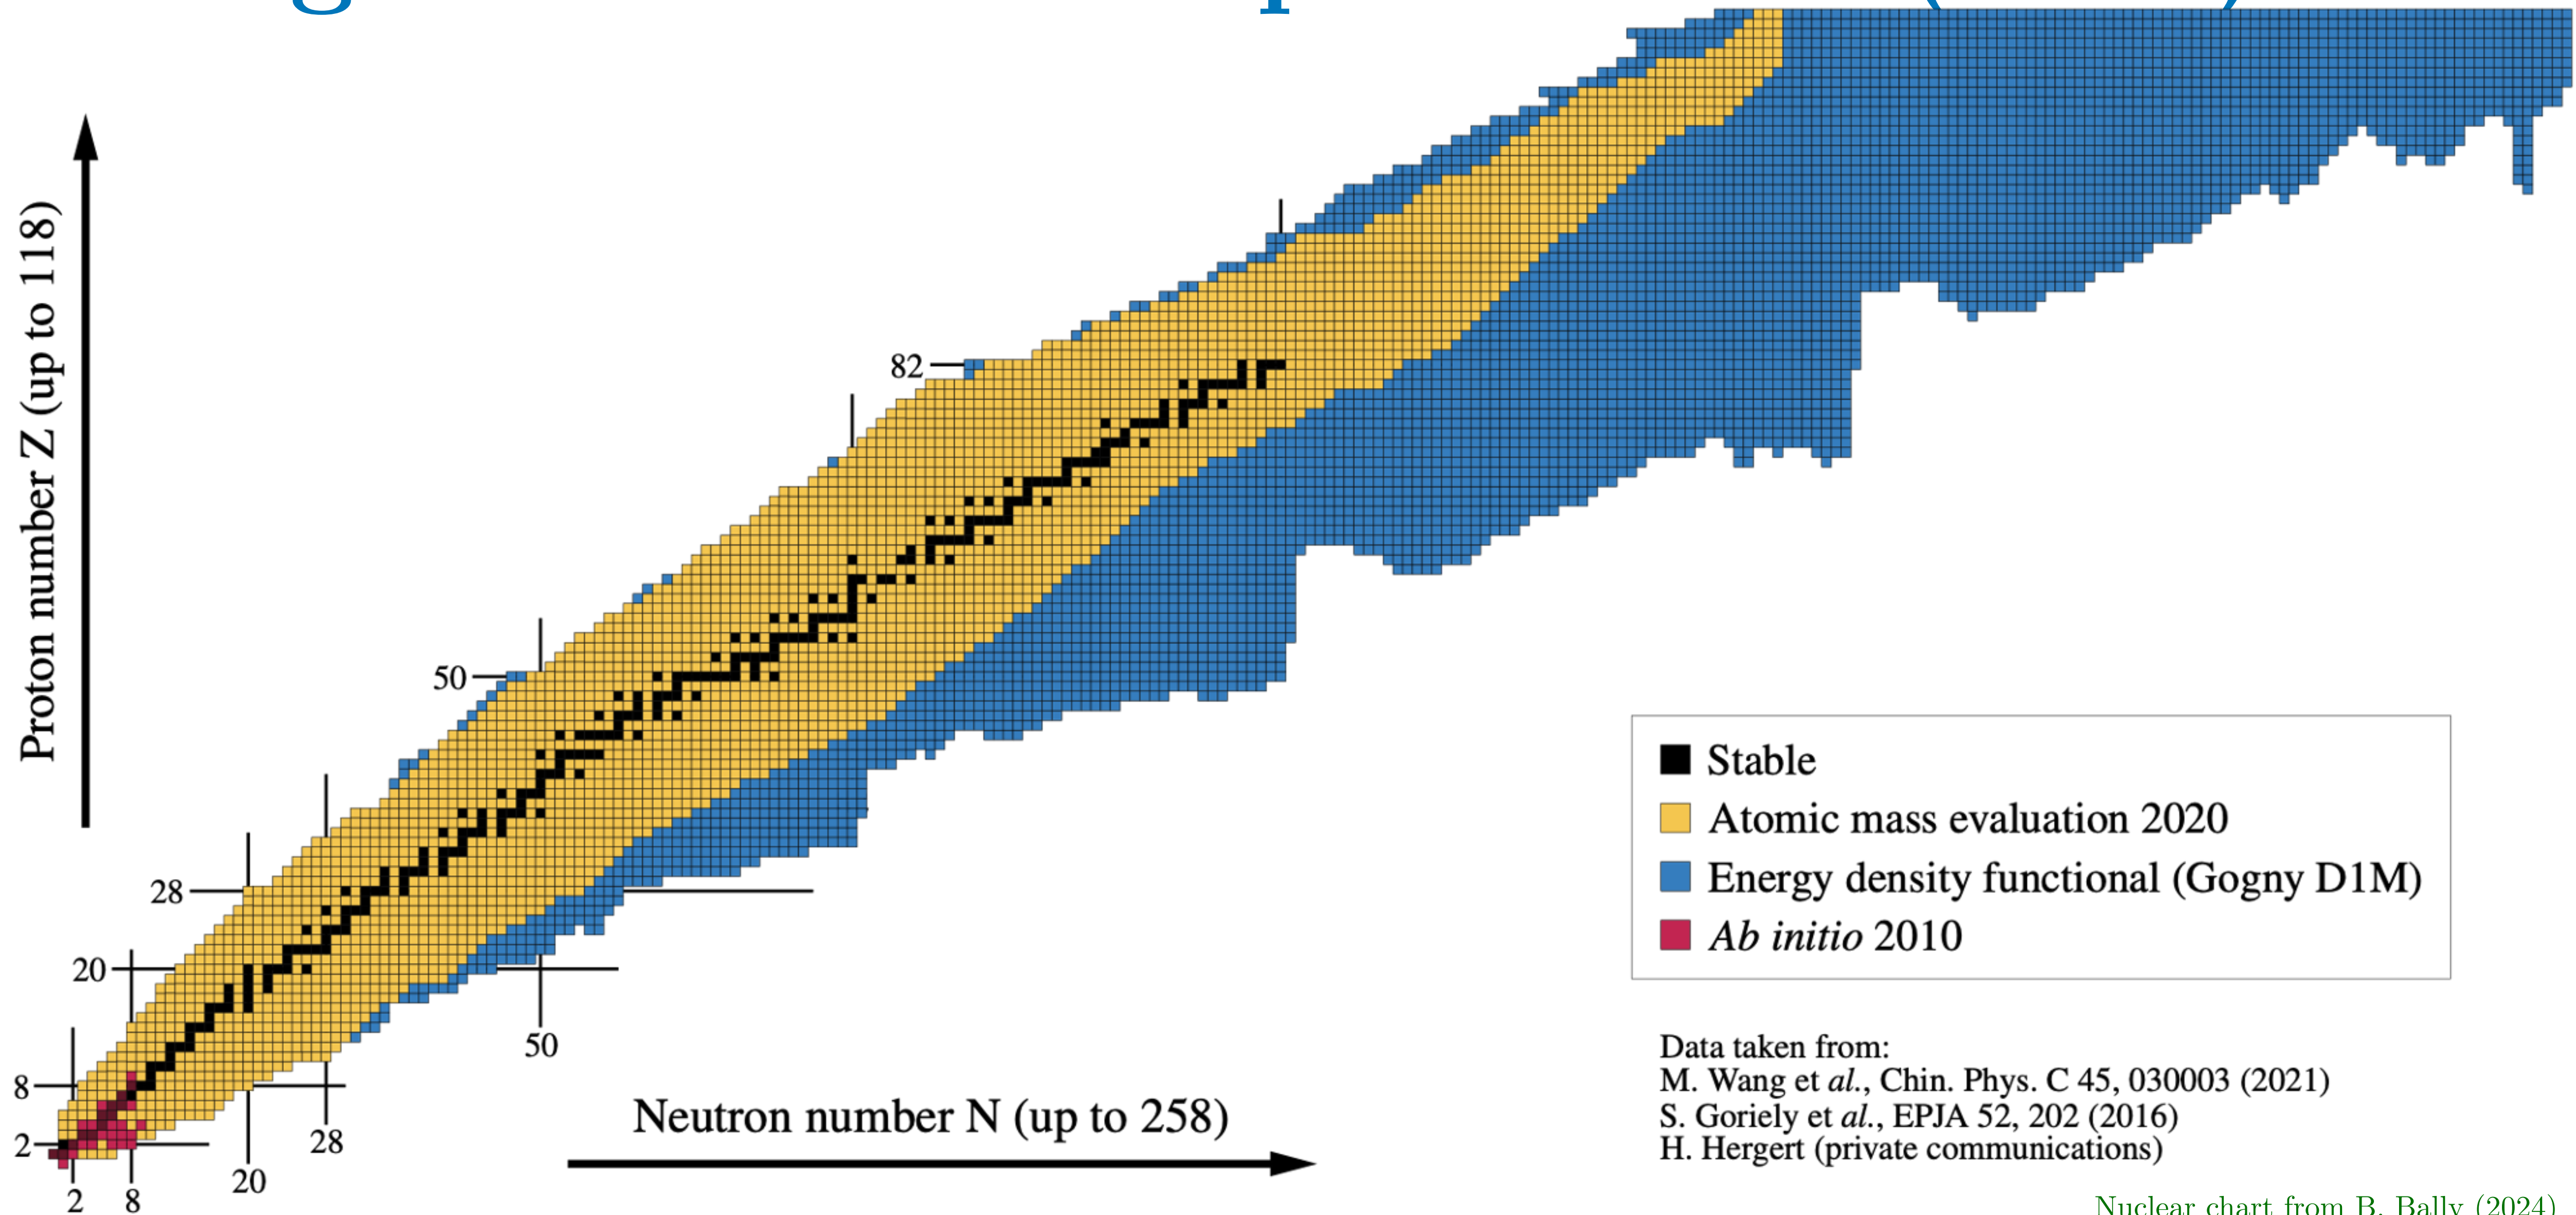 Proton number Z (up to 118)
82
50
28
20
8
2
2
8
20
28
50
Neutron number N (up to 258)
Stable
Atomic mass evaluation 2020
Energy density functional (Gogny D1M)
Ab initio 2010
Data taken from:
M. Wang et al., Chin. Phys. C 45, 030003 (2021)
S. Goriely et al., EPJA 52, 202 (2016)
H. Hergert (private communications)
Nuclear chart from B. Bally (2024)